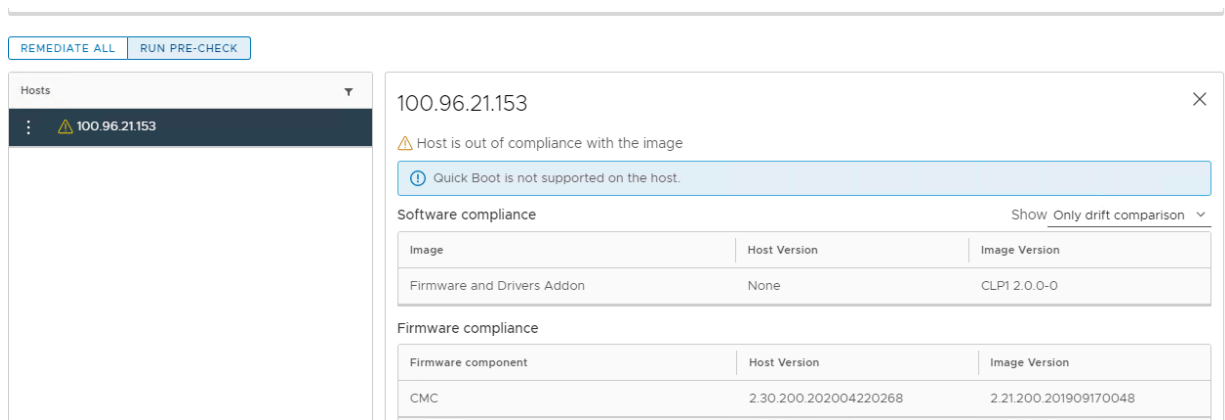 REMEDIATE ALL RUN PRE-CHECK
Hosts
100.96.21.153
100.96.21.153
Host is out of compliance with the image
Quick Boot is not supported on the host.
Software compliance Show Only drift comparison
Image Host Version Image Version
Firmware and Drivers Addon None CLP1 2.0.0-0
Firmware compliance
Firmware component Host Version Image Version
CMC 2.30.200.202004220268 2.21.200.201909170048